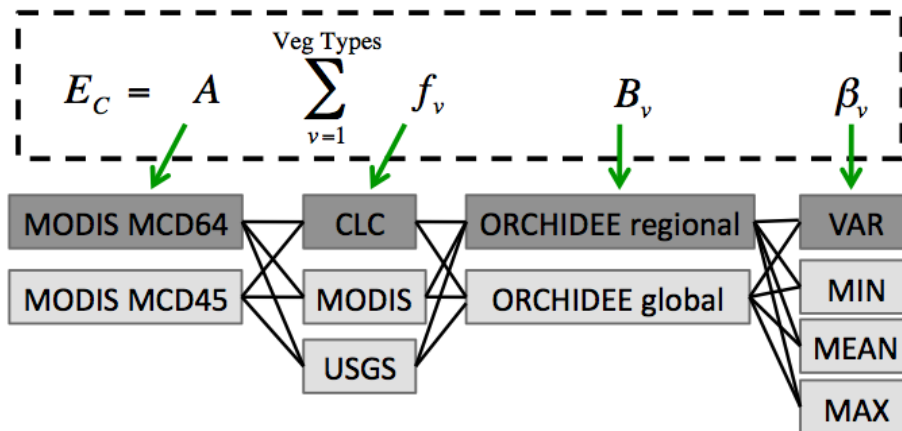 Veg Types
E_C = A ∑ f_v B_v β_v
v=1
MODIS MCD64 CLC ORCHIDEE regional VAR
MODIS MCD45 MODIS ORCHIDEE global MIN
USGS MEAN
MAX